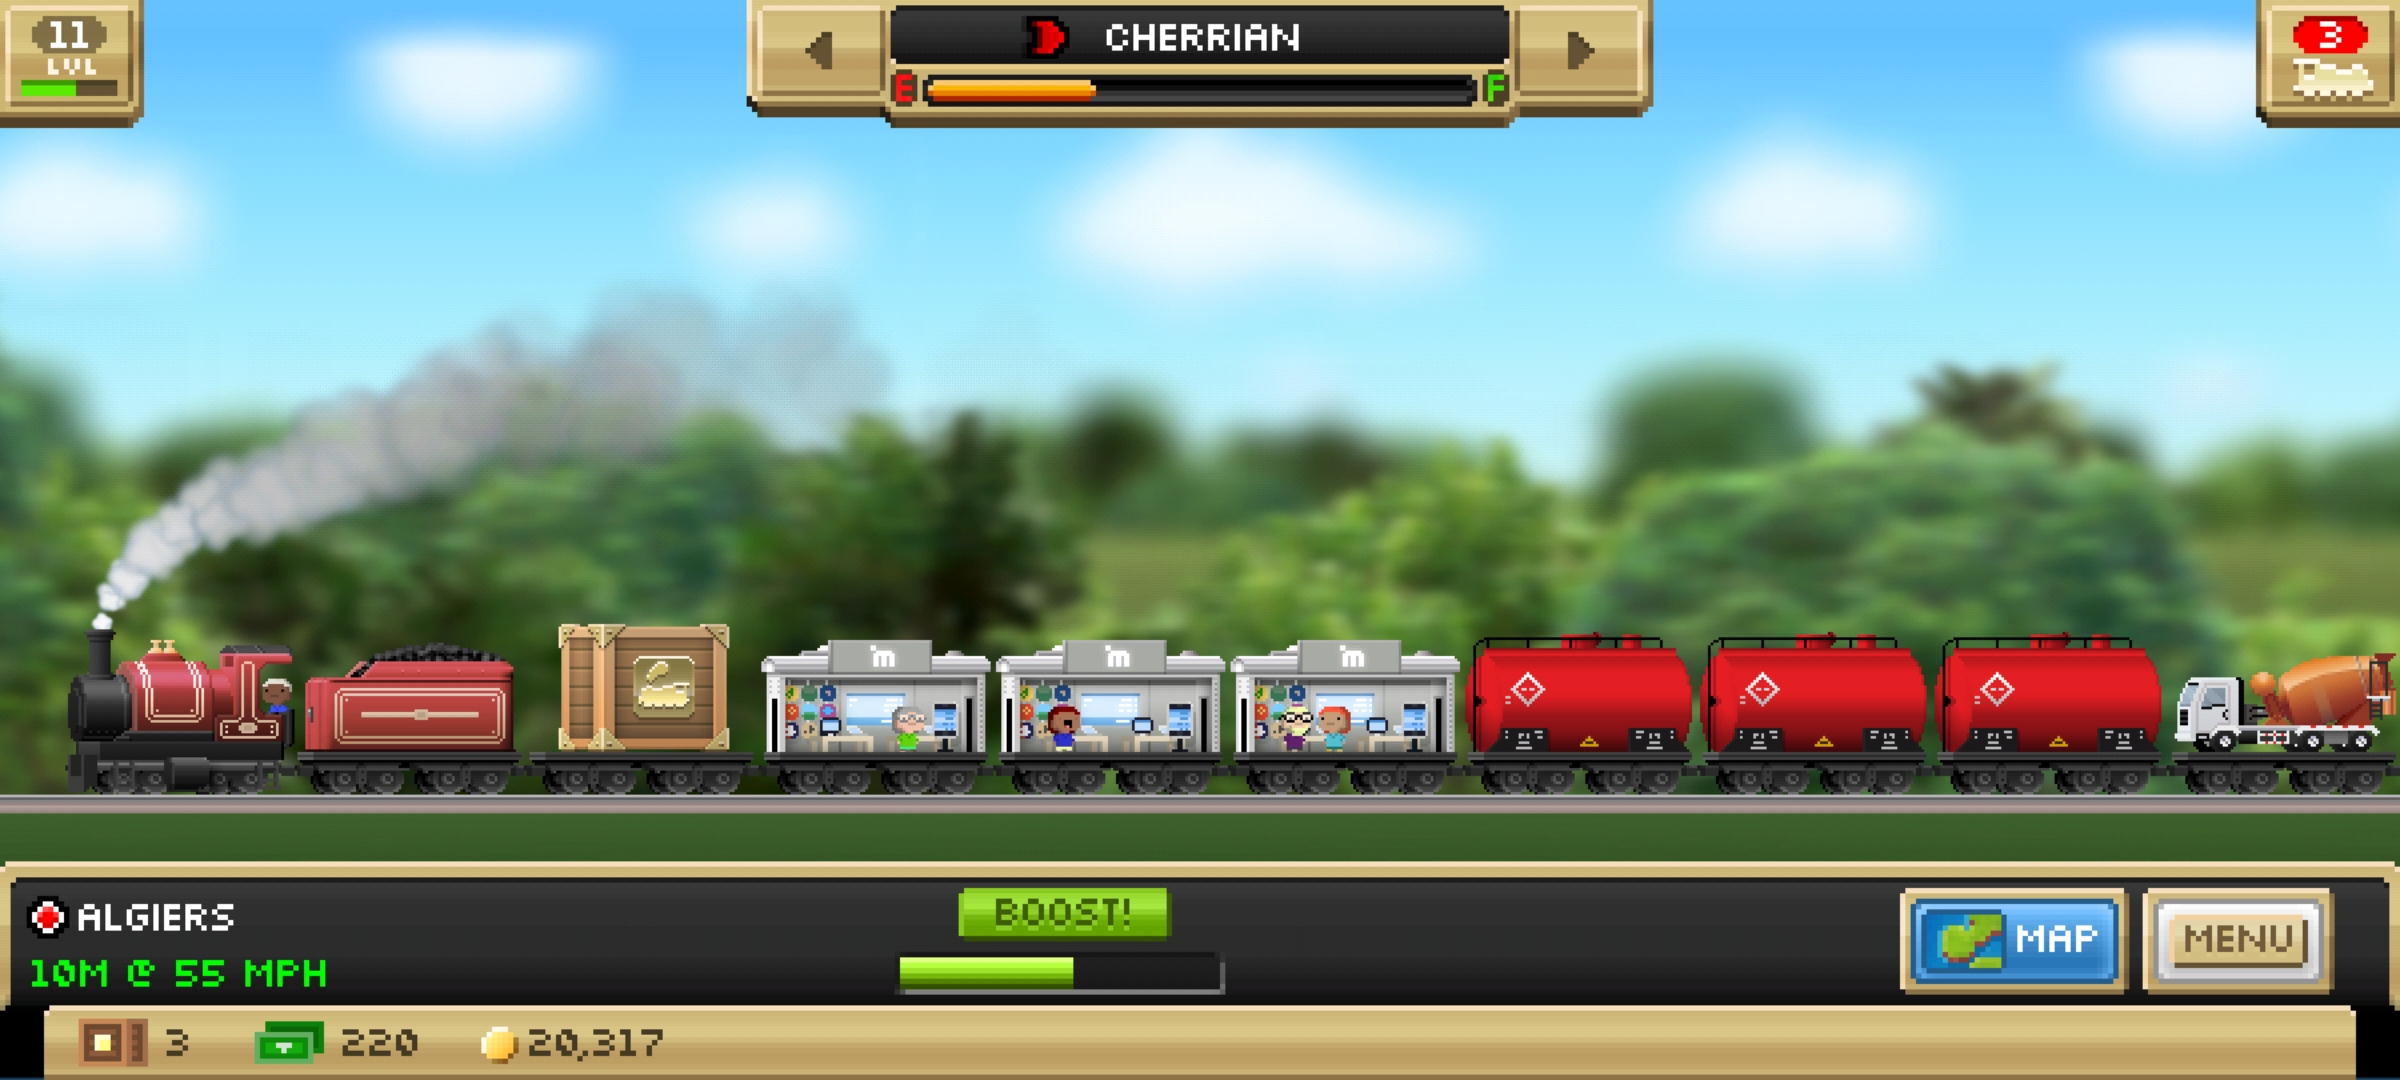 11
LVL
CHERRIAN
E F
3
m m m
ALGIERS
10M @ 55 MPH
BOOST!
MAP
MENU
3 220 20,317